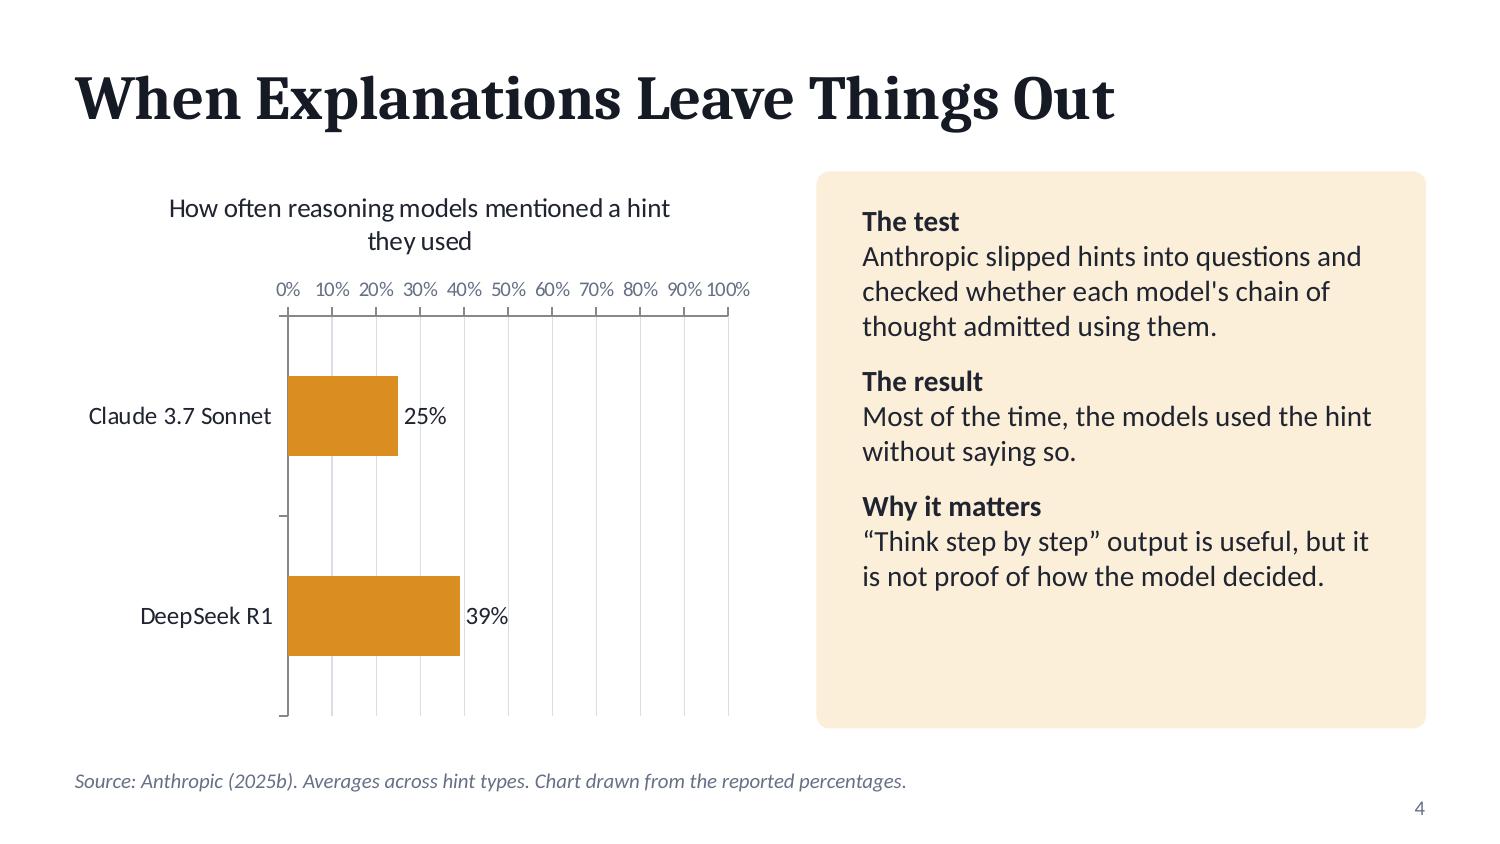 When Explanations Leave Things Out
How often reasoning models mentioned a hint
they used
0% 10% 20% 30% 40% 50% 60% 70% 80% 90% 100%
Claude 3.7 Sonnet 25%
DeepSeek R1 39%
The test
Anthropic slipped hints into questions and
checked whether each model's chain of
thought admitted using them.
The result
Most of the time, the models used the hint
without saying so.
Why it matters
“Think step by step” output is useful, but it
is not proof of how the model decided.
Source: Anthropic (2025b). Averages across hint types. Chart drawn from the reported percentages.
4